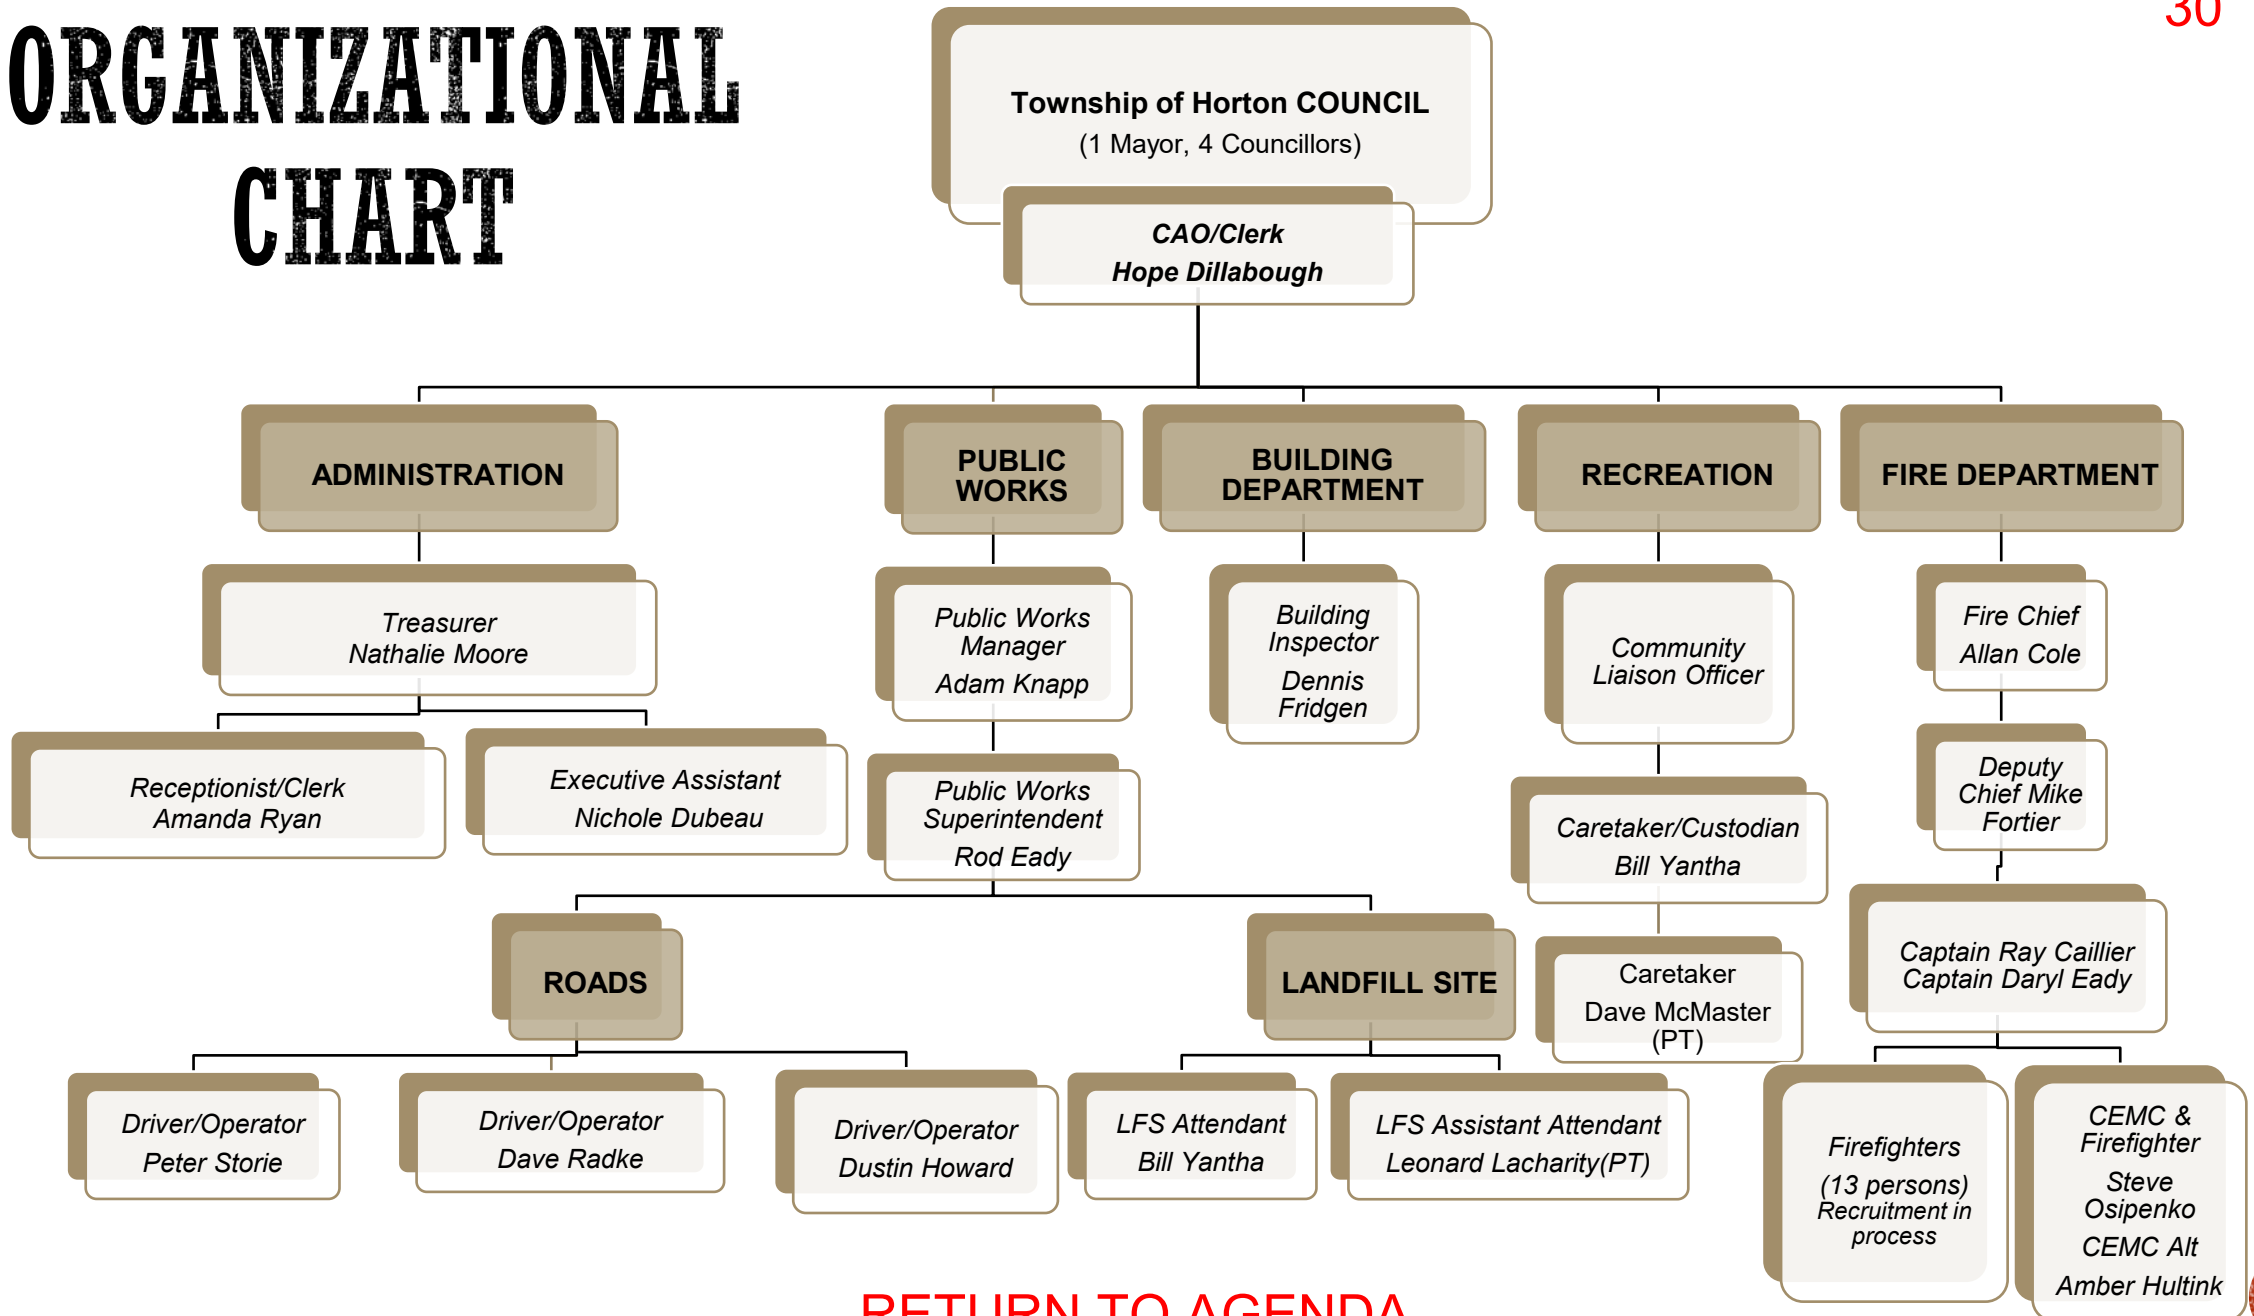 30
ORGANIZATIONAL
CHART
Township of Horton COUNCIL
(1 Mayor, 4 Councillors)
CAO/Clerk
Hope Dillabough
ADMINISTRATION
PUBLIC
WORKS
BUILDING
DEPARTMENT
RECREATION
FIRE DEPARTMENT
Treasurer
Nathalie Moore
Public Works
Manager
Adam Knapp
Building
Inspector
Dennis
Fridgen
Community
Liaison Officer
Fire Chief
Allan Cole
Receptionist/Clerk
Amanda Ryan
Executive Assistant
Nichole Dubeau
Public Works
Superintendent
Rod Eady
Caretaker/Custodian
Bill Yantha
Deputy
Chief Mike
Fortier
ROADS
LANDFILL SITE
Caretaker
Dave McMaster
(PT)
Captain Ray Caillier
Captain Daryl Eady
Driver/Operator
Peter Storie
Driver/Operator
Dave Radke
Driver/Operator
Dustin Howard
LFS Attendant
Bill Yantha
LFS Assistant Attendant
Leonard Lacharity(PT)
Firefighters
(13 persons)
Recruitment in
process
CEMC &
Firefighter
Steve
Osipenko
CEMC Alt
Amber Hultink
RETURN TO AGENDA